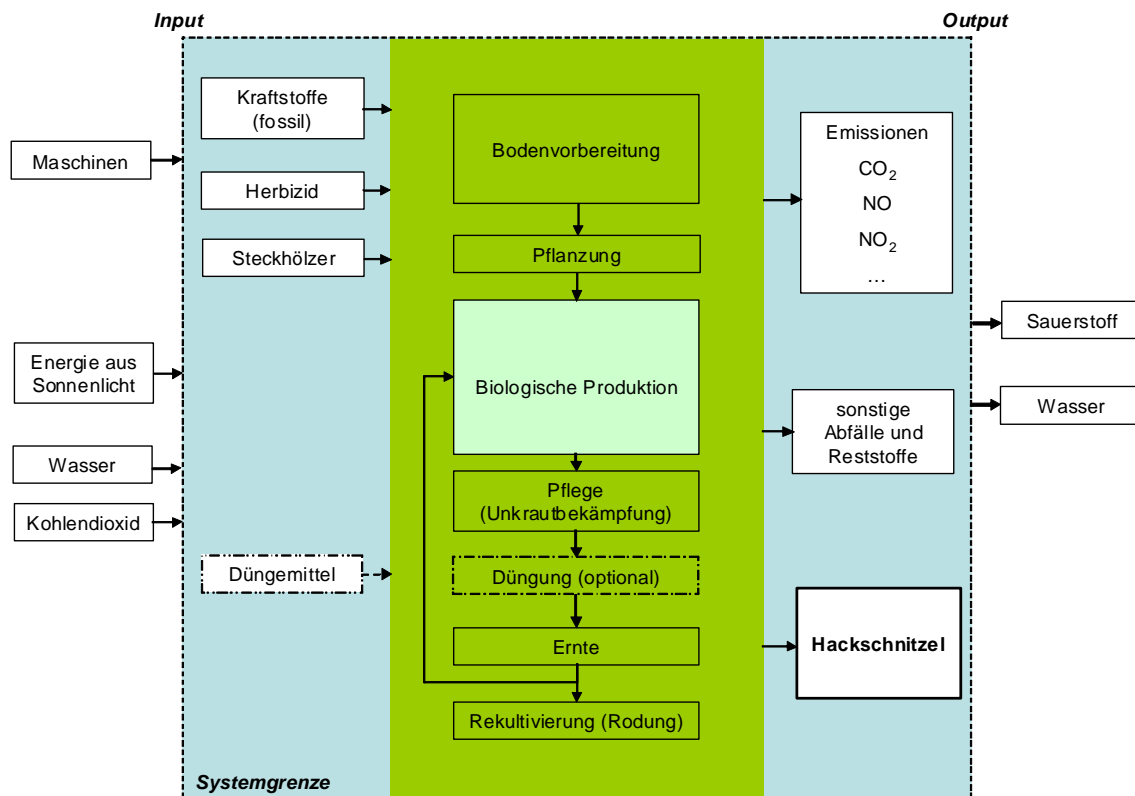 Input
Output
Kraftstoffe
(fossil)
Maschinen
Herbizid
Steckhölzer
Energie aus
Sonnenlicht
Wasser
Kohlendioxid
Düngemittel
Bodenvorbereitung
Pflanzung
Biologische Produktion
Pflege
(Unkrautbekämpfung)
Düngung (optional)
Ernte
Rekultivierung (Rodung)
Emissionen
CO₂
NO
NO₂
...
Sauerstoff
Wasser
sonstige
Abfälle und
Reststoffe
Hackschnitzel
Systemgrenze